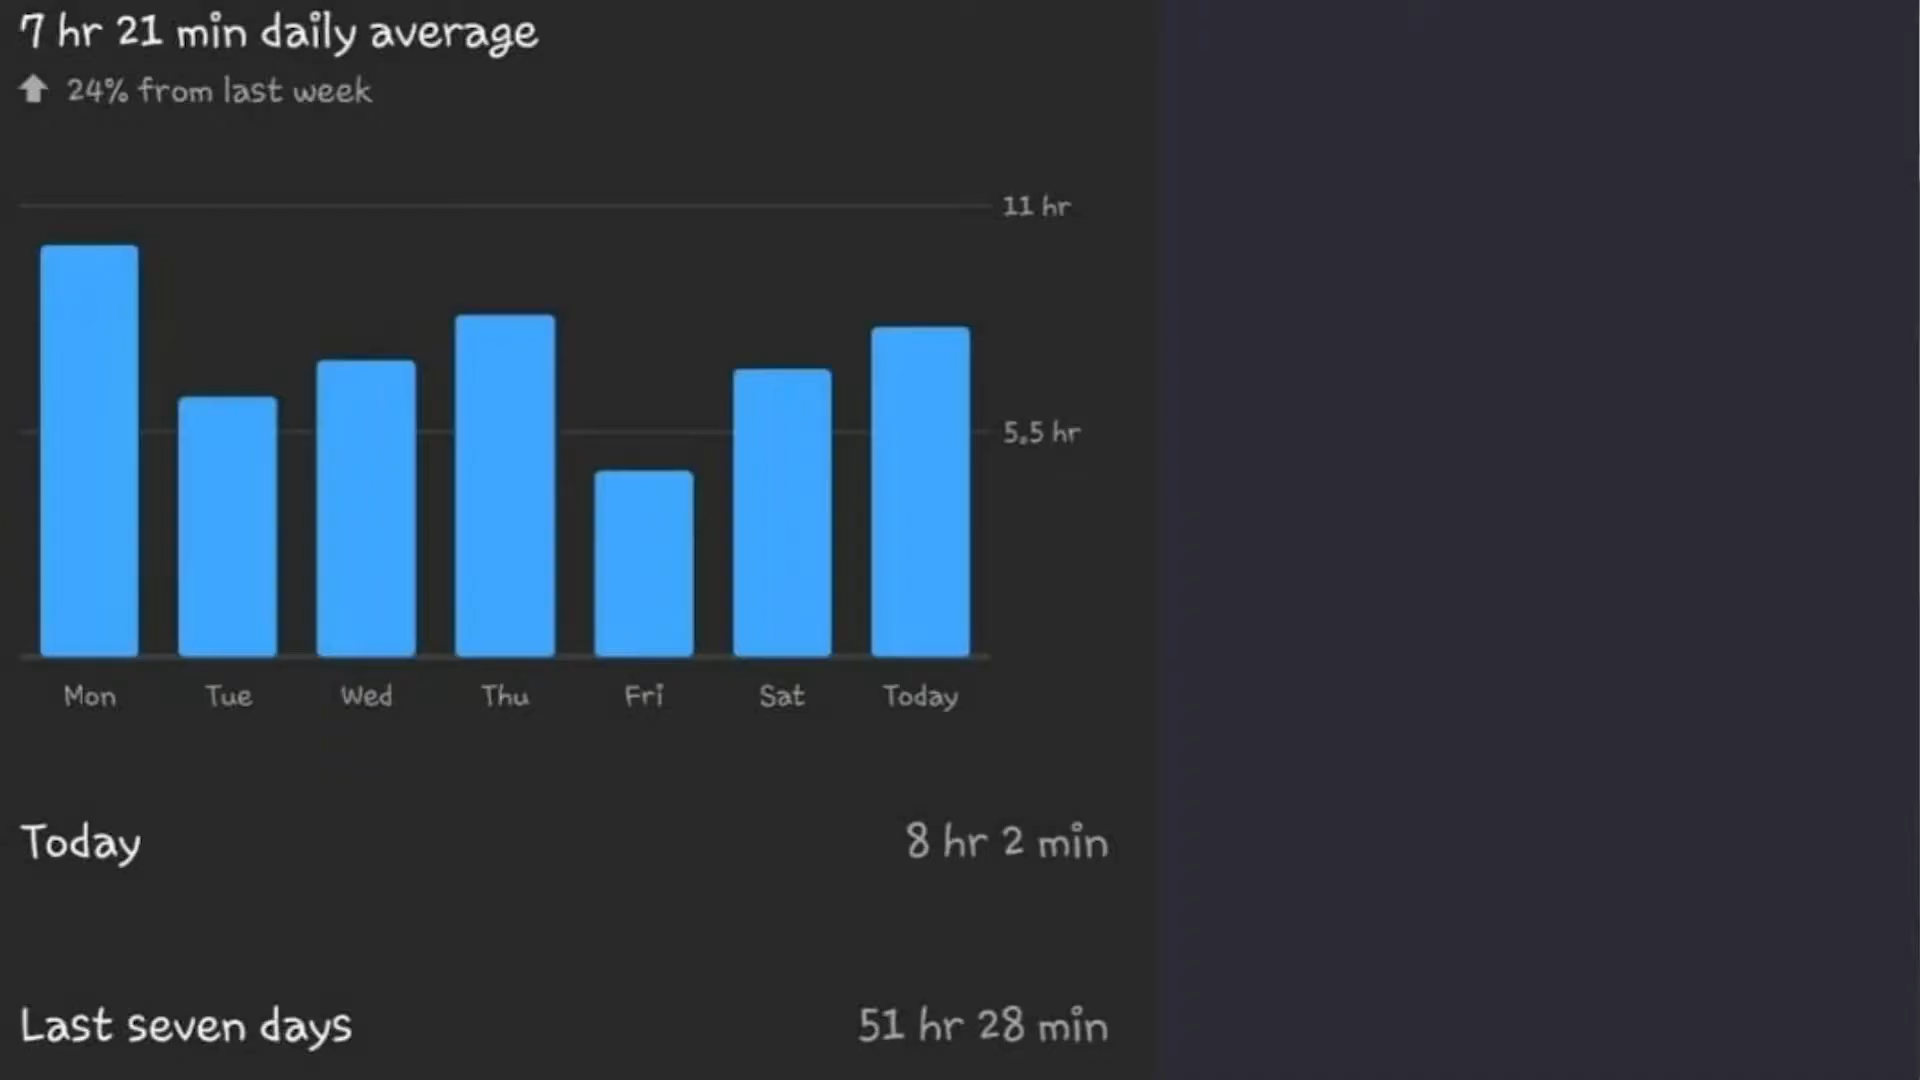 7 hr 21 min daily average
24% from last week
11 hr
5.5 hr
Mon Tue Wed Thu Fri Sat Today
Today 8 hr 2 min
Last seven days 51 hr 28 min